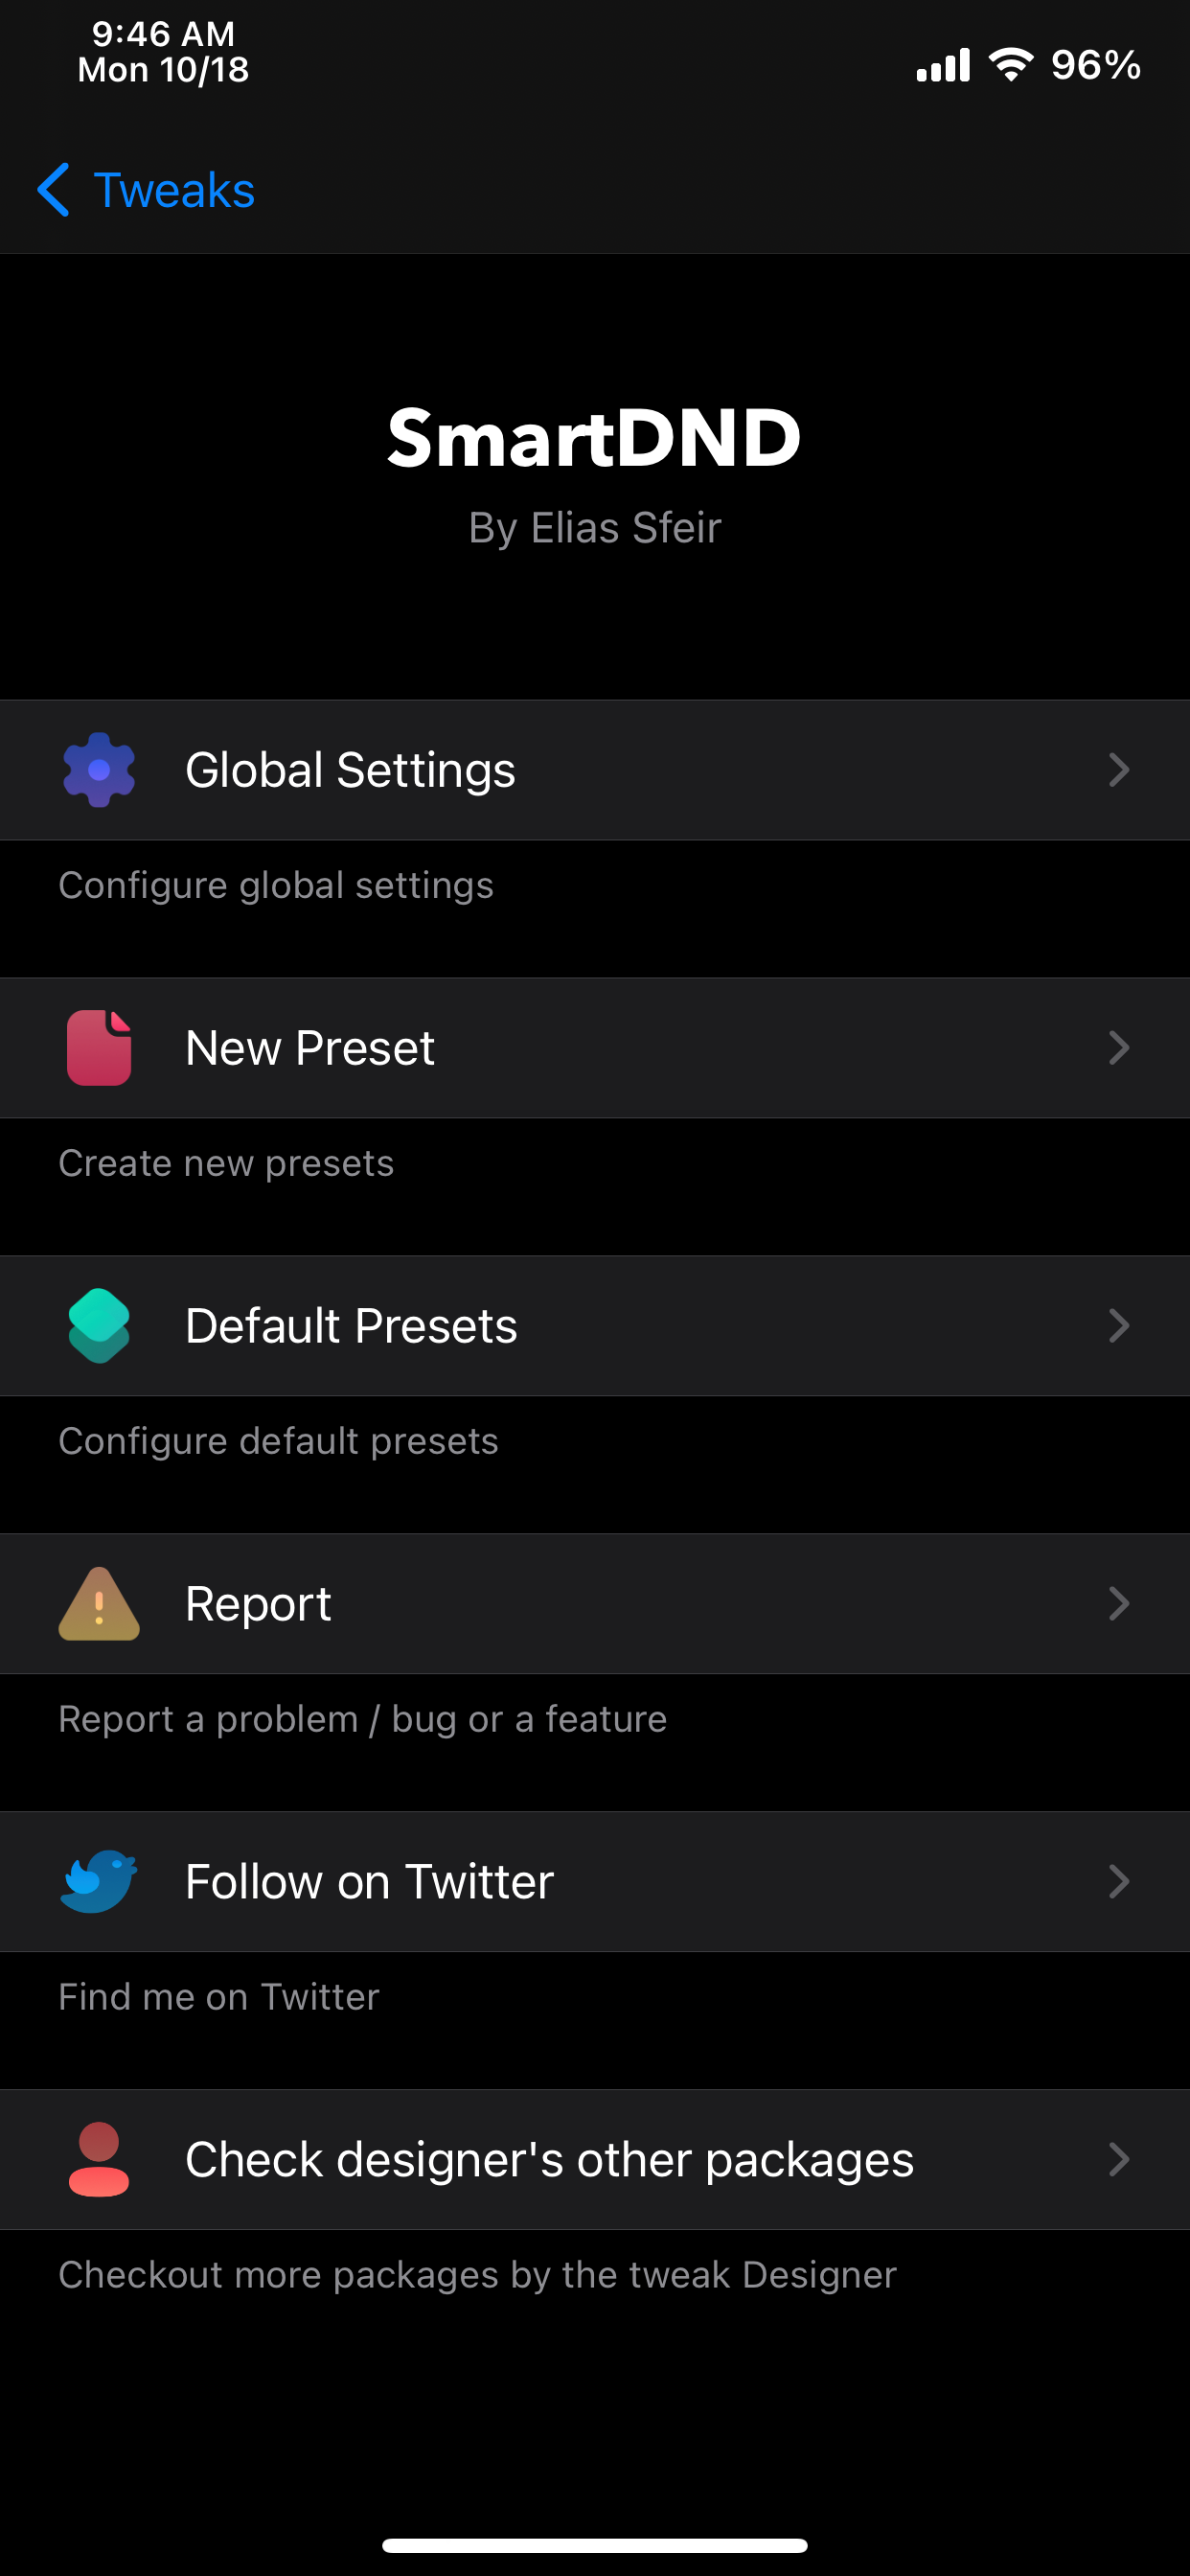 9:46 AM
Mon 10/18
96%
Tweaks
SmartDND
By Elias Sfeir
Global Settings
Configure global settings
New Preset
Create new presets
Default Presets
Configure default presets
Report
Report a problem / bug or a feature
Follow on Twitter
Find me on Twitter
Check designer's other packages
Checkout more packages by the tweak Designer